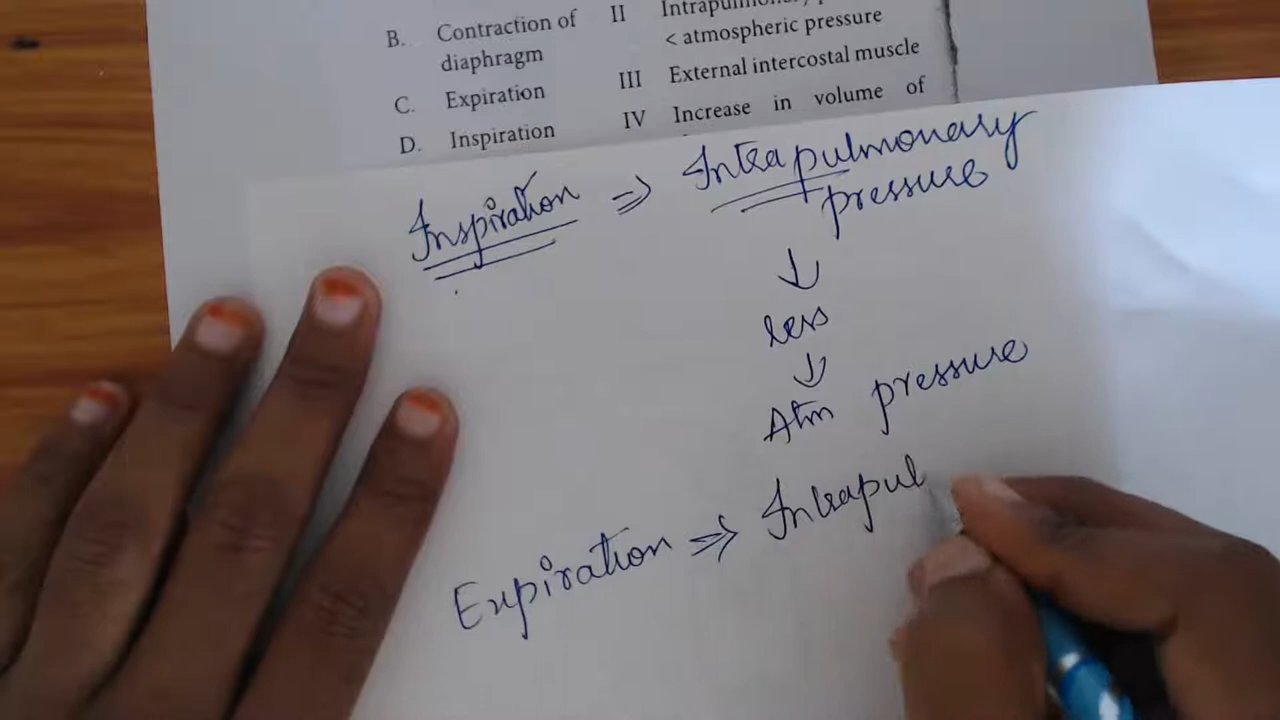 B. Contraction of II
diaphragm < atmospheric pressure
C. Expiration III External intercostal muscle
D. Inspiration IV Increase in volume of
Inspiration ⇒ Intrapulmonary
pressure
↓
less
↓
Atm pressure
Expiration ⇒ Intrapul